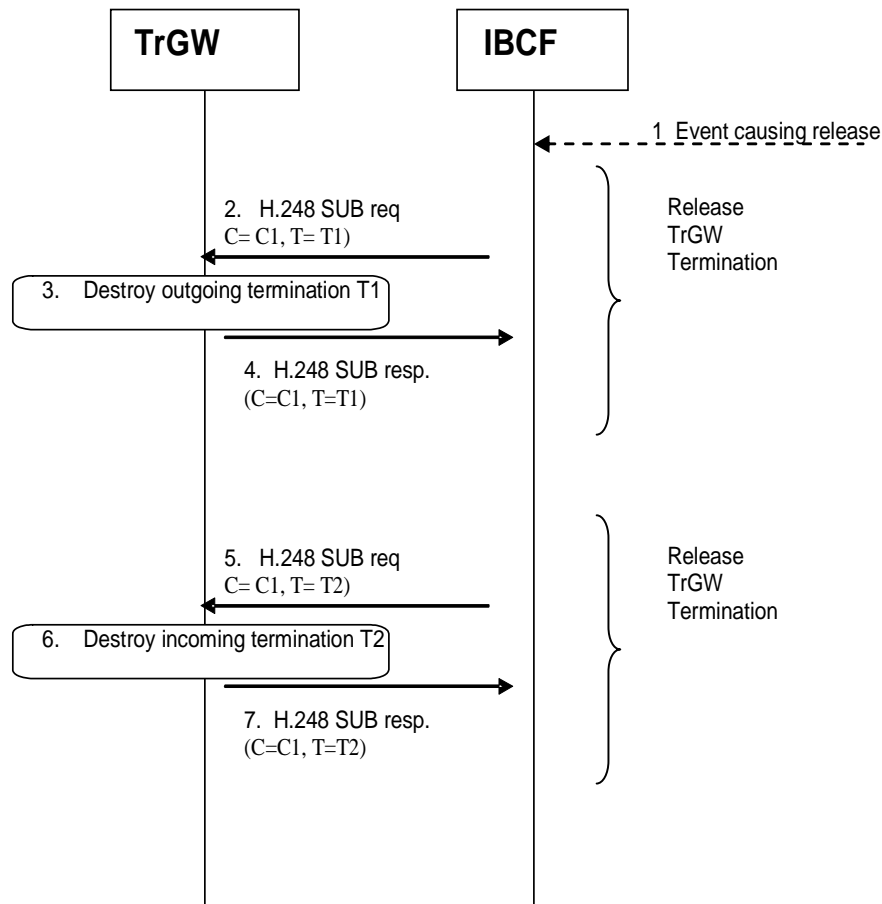 TrGW
IBCF
1 Event causing release
2. H.248 SUB req
C= C1, T= T1)
Release
TrGW
Termination
3. Destroy outgoing termination T1
4. H.248 SUB resp.
(C=C1, T=T1)
5. H.248 SUB req
C= C1, T= T2)
Release
TrGW
Termination
6. Destroy incoming termination T2
7. H.248 SUB resp.
(C=C1, T=T2)